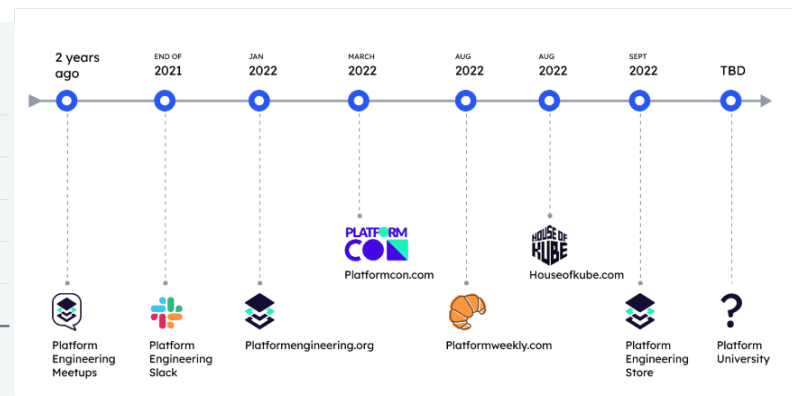 2 years
ago
END OF
2021
JAN
2022
MARCH
2022
AUG
2022
AUG
2022
SEPT
2022
TBD
PLATFORM
CON
Platformcon.com
HOUSE OF
KUBE
Houseofkube.com
Platform
Engineering
Meetups
Platform
Engineering
Slack
Platformengineering.org
Platformweekly.com
Platform
Engineering
Store
?
Platform
University